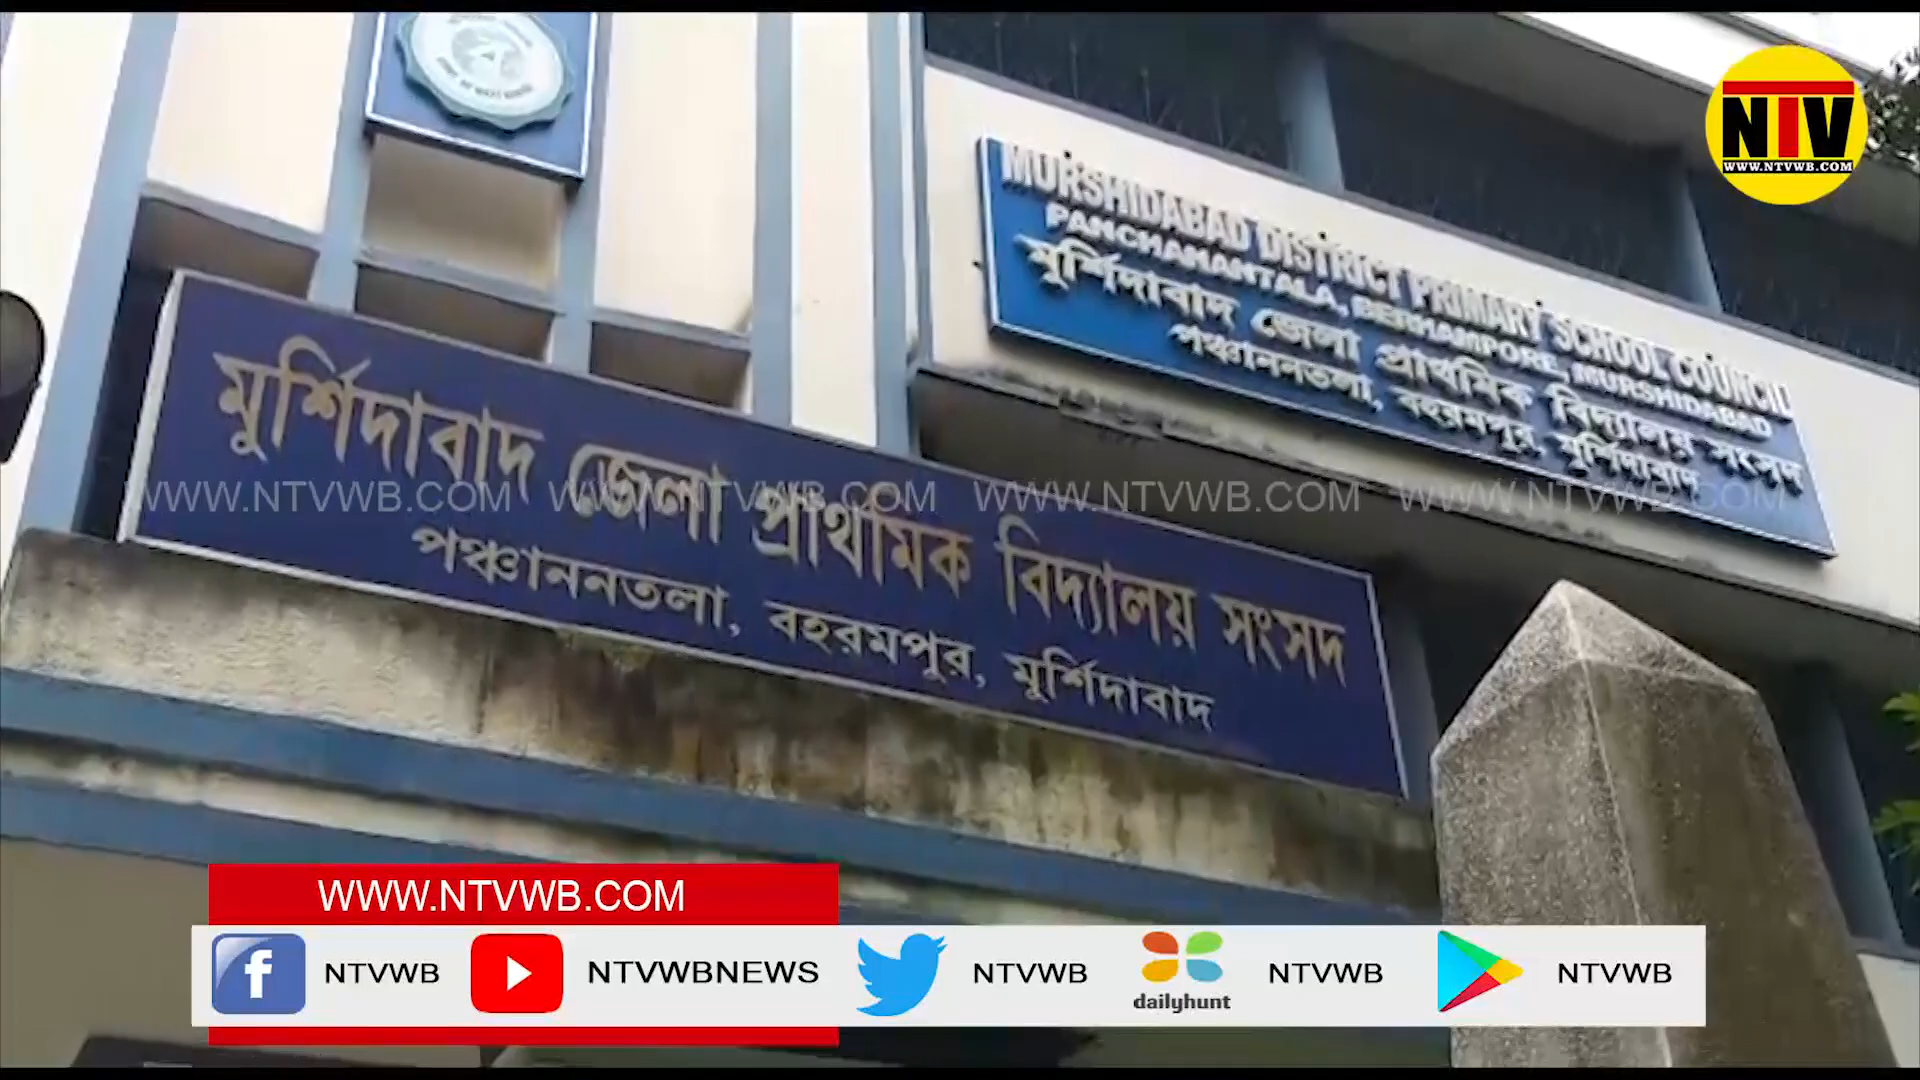 NTV
WWW.NTVWB.COM
MURSHIDABAD DISTRICT PRIMARY SCHOOL COUNCIL
PANCHANANTALA, BERHAMPORE, MURSHIDABAD
মুর্শিদাবাদ জেলা প্রাথমিক বিদ্যালয় সংসদ
পঞ্চাননতলা, বহরমপুর, মুর্শিদাবাদ
মুর্শিদাবাদ জেলা প্রাথমিক বিদ্যালয় সংসদ
পঞ্চাননতলা, বহরমপুর, মুর্শিদাবাদ
WWW.NTVWB.COM WWW.NTVWB.COM WWW.NTVWB.COM WWW.NTVWB.COM
WWW.NTVWB.COM
NTVWB NTVWBNEWS NTVWB dailyhunt NTVWB NTVWB